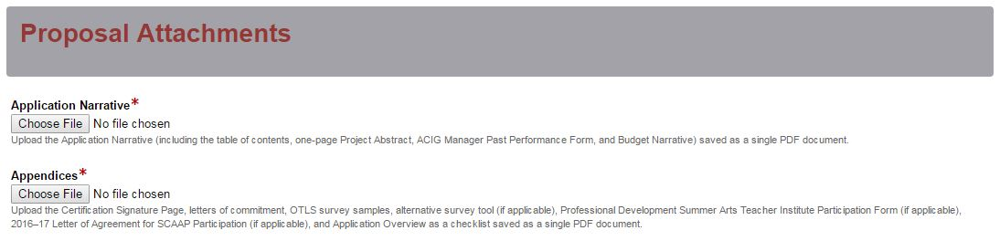 Proposal Attachments
Application Narrative*
Choose File No file chosen
Upload the Application Narrative (including the table of contents, one-page Project Abstract, ACIG Manager Past Performance Form, and Budget Narrative) saved as a single PDF document.
Appendices*
Choose File No file chosen
Upload the Certification Signature Page, letters of commitment, OTLS survey samples, alternative survey tool (if applicable), Professional Development Summer Arts Teacher Institute Participation Form (if applicable),
2016–17 Letter of Agreement for SCAAP Participation (if applicable), and Application Overview as a checklist saved as a single PDF document.